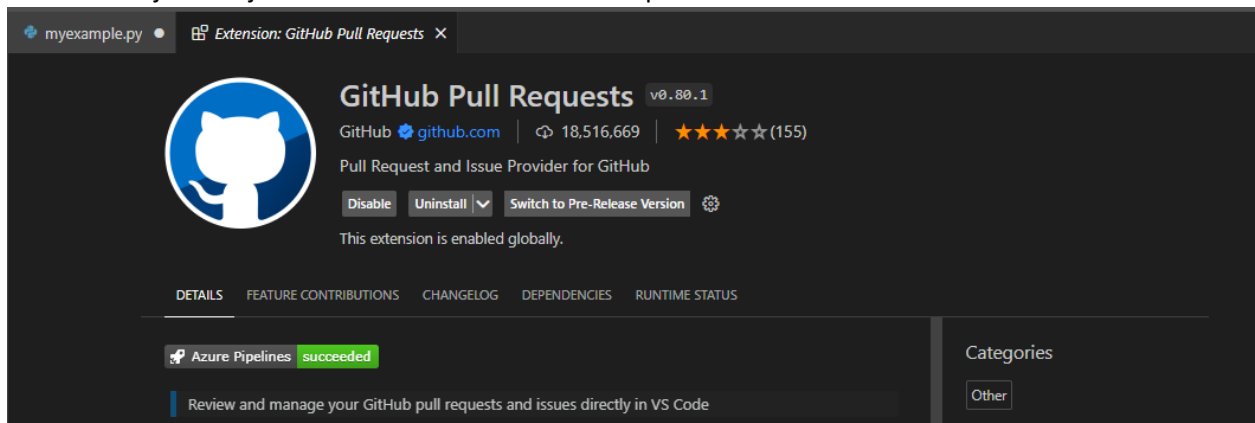 myexample.py
Extension: GitHub Pull Requests
GitHub Pull Requests v0.80.1
GitHub github.com 18,516,669 (155)
Pull Request and Issue Provider for GitHub
Disable Uninstall Switch to Pre-Release Version
This extension is enabled globally.
DETAILS FEATURE CONTRIBUTIONS CHANGELOG DEPENDENCIES RUNTIME STATUS
Azure Pipelines succeeded
Review and manage your GitHub pull requests and issues directly in VS Code
Categories
Other